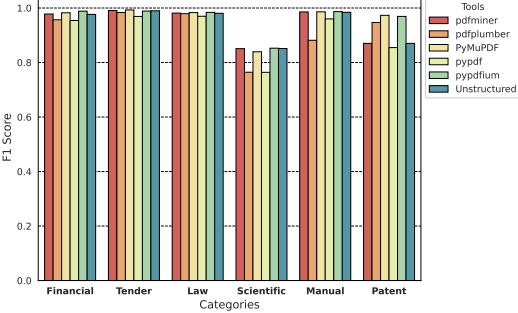 Tools
pdfminer
pdfplumber
PyMuPDF
pypdf
pypdfium
Unstructured
F1 Score
1.0
0.8
0.6
0.4
0.2
0.0
Financial Tender Law Scientific Manual Patent
Categories